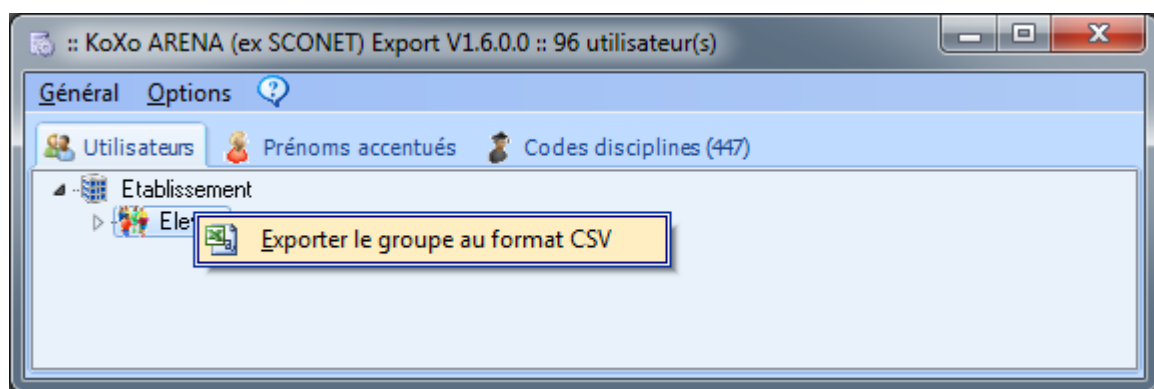 :: KoXo ARENA (ex SCONET) Export V1.6.0.0 :: 96 utilisateur(s)
Général Options
Utilisateurs Prénoms accentués Codes disciplines (447)
Etablissement
Exporter le groupe au format CSV